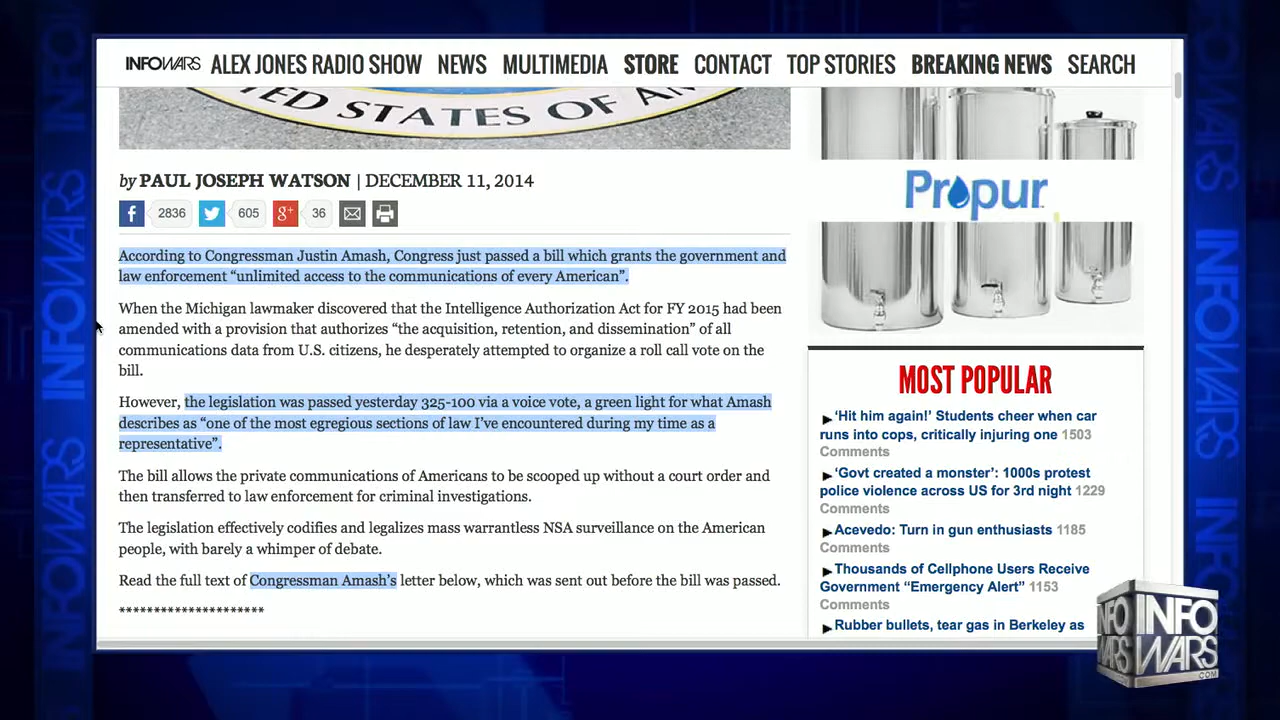 INFOWARS ALEX JONES RADIO SHOW NEWS MULTIMEDIA STORE CONTACT TOP STORIES BREAKING NEWS SEARCH
ED STATES OF AM
by PAUL JOSEPH WATSON | DECEMBER 11, 2014
2836 605 36
According to Congressman Justin Amash, Congress just passed a bill which grants the government and
law enforcement “unlimited access to the communications of every American”.
When the Michigan lawmaker discovered that the Intelligence Authorization Act for FY 2015 had been
amended with a provision that authorizes “the acquisition, retention, and dissemination” of all
communications data from U.S. citizens, he desperately attempted to organize a roll call vote on the
bill.
However, the legislation was passed yesterday 325-100 via a voice vote, a green light for what Amash
describes as “one of the most egregious sections of law I’ve encountered during my time as a
representative”.
The bill allows the private communications of Americans to be scooped up without a court order and
then transferred to law enforcement for criminal investigations.
The legislation effectively codifies and legalizes mass warrantless NSA surveillance on the American
people, with barely a whimper of debate.
Read the full text of Congressman Amash’s letter below, which was sent out before the bill was passed.
*********************
Propur
MOST POPULAR
‘Hit him again!’ Students cheer when car
runs into cops, critically injuring one 1503
Comments
‘Govt created a monster’: 1000s protest
police violence across US for 3rd night 1229
Comments
Acevedo: Turn in gun enthusiasts 1185
Comments
Thousands of Cellphone Users Receive
Government “Emergency Alert” 1153
Comments
Rubber bullets, tear gas in Berkeley as
INFO
WARS
.COM
INFOWARS
INFOWARS